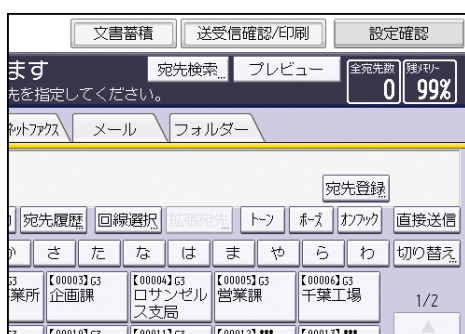 文書蓄積 送受信確認/印刷 設定確認
ます 宛先検索 プレビュー 全宛先数 0 残メモリー 99%
先を指定してください。
ネットファクス メール フォルダー
宛先登録
宛先履歴 回線選択 拡張宛先 トーン ポーズ オンフック 直接送信
か さ た な は ま や ら わ 切り替え
業所 【00003】G3 企画課 【00004】G3 ロサンゼルス支局 【00005】G3 営業課 【00006】G3 千葉工場 1/2